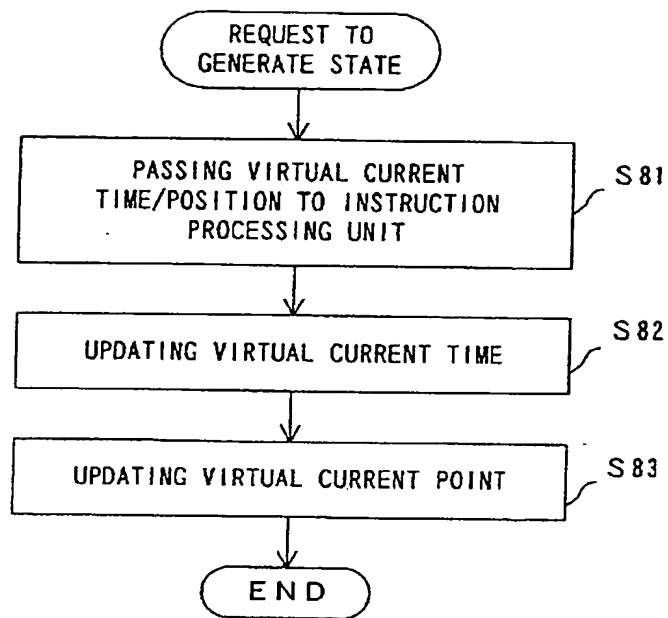 REQUEST TO
GENERATE STATE
PASSING VIRTUAL CURRENT
TIME/POSITION TO INSTRUCTION
PROCESSING UNIT
S81
UPDATING VIRTUAL CURRENT TIME
S82
UPDATING VIRTUAL CURRENT POINT
S83
END